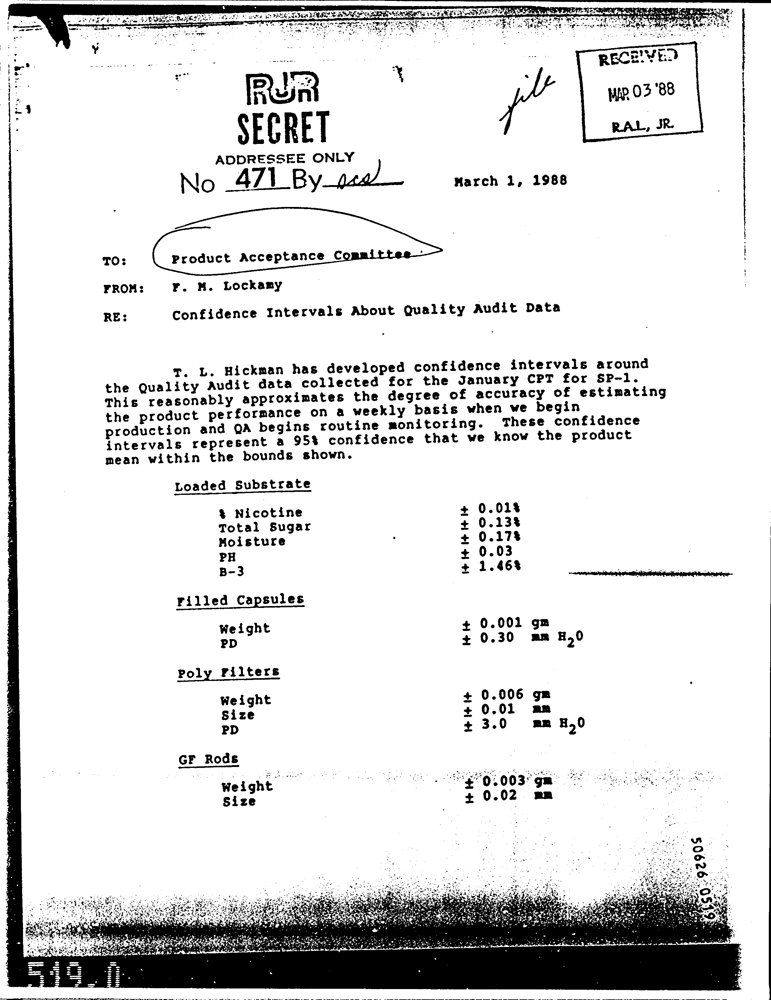 RECEIVED
MAR 03 '88
R.A.L., JR.
file
RJR
SECRET
ADDRESSEE ONLY
No 471 By
March 1, 1988
TO: Product Acceptance Committee
FROM: F. M. Lockamy
RE: Confidence Intervals About Quality Audit Data
T. L. Hickman has developed confidence intervals around
the Quality Audit data collected for the January CPT for SP-1.
This reasonably approximates the degree of accuracy of estimating
the product performance on a weekly basis when we begin
production and QA begins routine monitoring. These confidence
intervals represent a 95% confidence that we know the product
mean within the bounds shown.
Loaded Substrate
% Nicotine ± 0.01%
Total Sugar ± 0.13%
Moisture ± 0.17%
PH ± 0.03
B-3 ± 1.46%
Filled Capsules
Weight ± 0.001 gm
PD ± 0.30 mm H₂0
Poly Filters
Weight ± 0.006 gm
Size ± 0.01 mm
PD ± 3.0 mm H₂0
GF Rods
Weight ± 0.003 gm
Size ± 0.02 mm
50626 0519
519.0